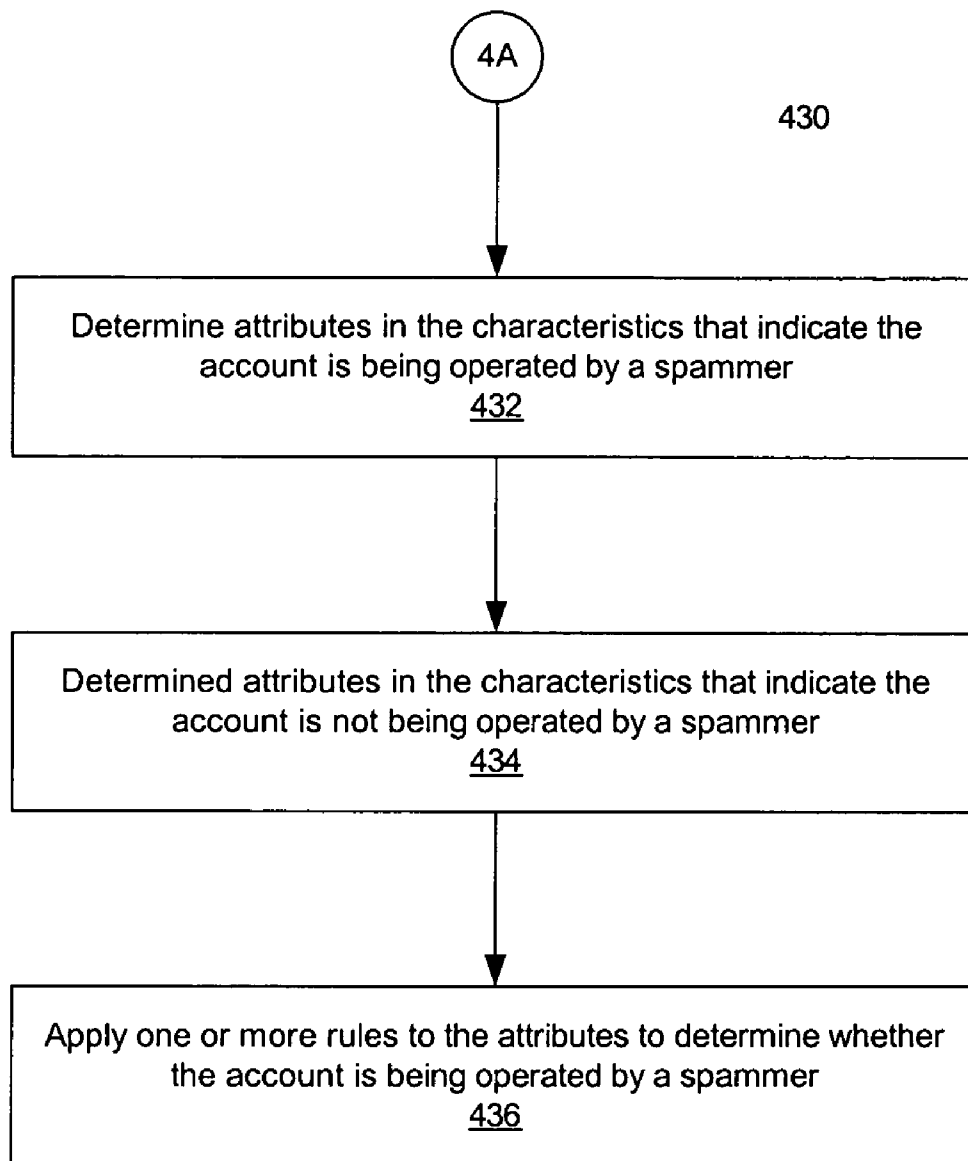 4A
430
Determine attributes in the characteristics that indicate the
account is being operated by a spammer
432
Determined attributes in the characteristics that indicate the
account is not being operated by a spammer
434
Apply one or more rules to the attributes to determine whether
the account is being operated by a spammer
436